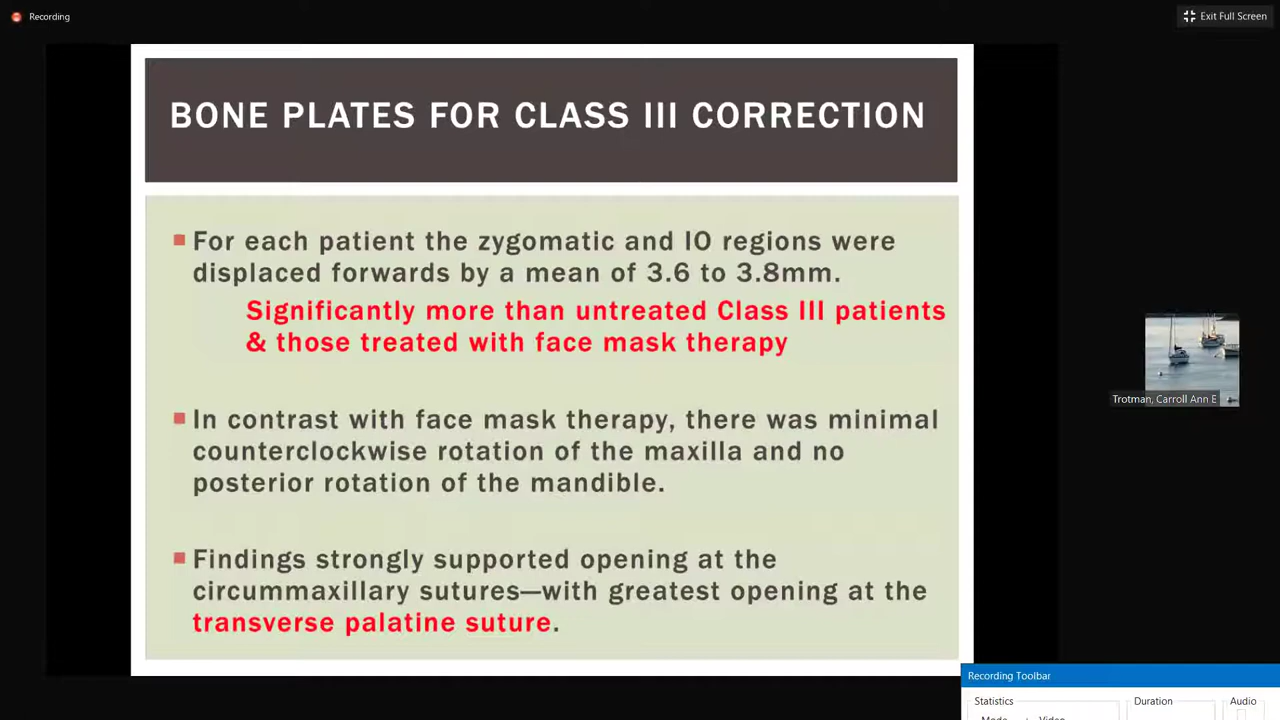 Recording
Exit Full Screen
BONE PLATES FOR CLASS III CORRECTION
For each patient the zygomatic and IO regions were
displaced forwards by a mean of 3.6 to 3.8mm.
Significantly more than untreated Class III patients
& those treated with face mask therapy
In contrast with face mask therapy, there was minimal
counterclockwise rotation of the maxilla and no
posterior rotation of the mandible.
Findings strongly supported opening at the
circummaxillary sutures—with greatest opening at the
transverse palatine suture.
Trotman, Carroll Ann E
Recording Toolbar
Statistics
Duration
Audio
Mode
Video